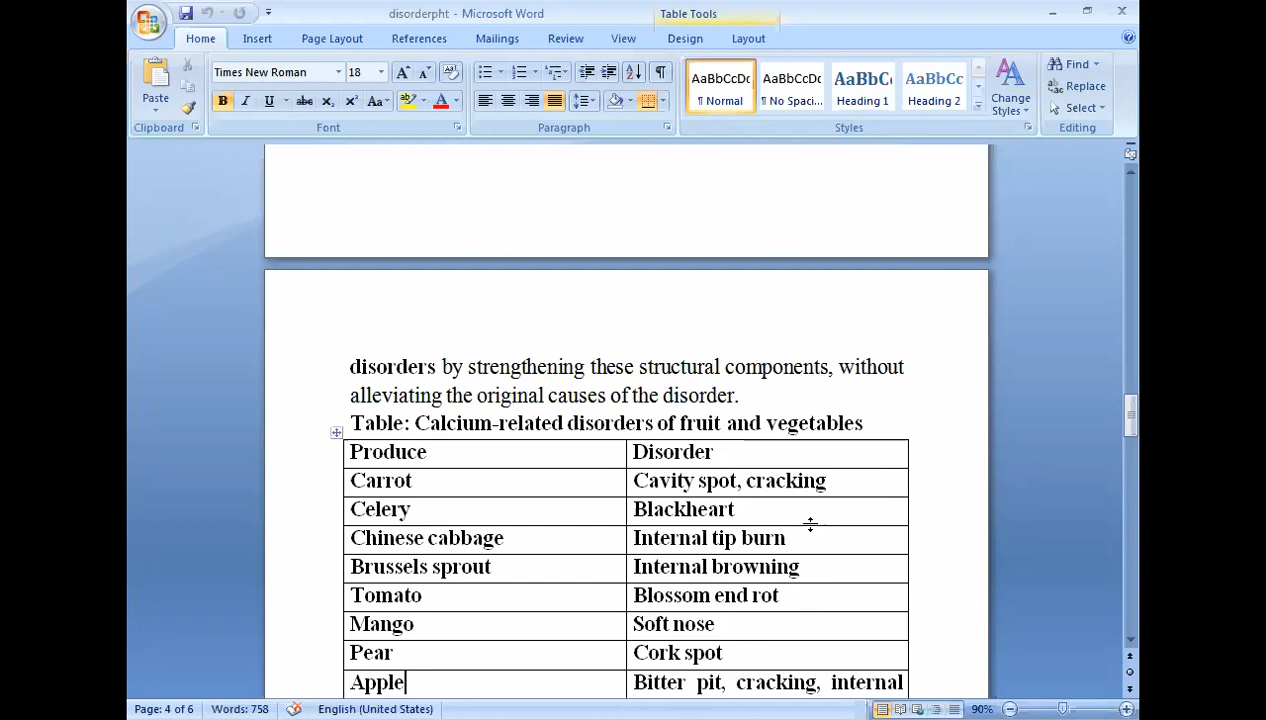 disorderpht - Microsoft Word
Table Tools
Home Insert Page Layout References Mailings Review View Design Layout
Paste
Clipboard
Times New Roman 18
B I U abc x₂ x² Aa A
Font
Paragraph
AaBbCcDc AaBbCcDc AaBbCc AaBbCc
¶ Normal ¶ No Spaci... Heading 1 Heading 2
Change
Styles
Styles
Find
Replace
Select
Editing
disorders by strengthening these structural components, without
alleviating the original causes of the disorder.
Table: Calcium-related disorders of fruit and vegetables
Produce Disorder
Carrot Cavity spot, cracking
Celery Blackheart
Chinese cabbage Internal tip burn
Brussels sprout Internal browning
Tomato Blossom end rot
Mango Soft nose
Pear Cork spot
Apple Bitter pit, cracking, internal
Page: 4 of 6 Words: 758 English (United States) 90%